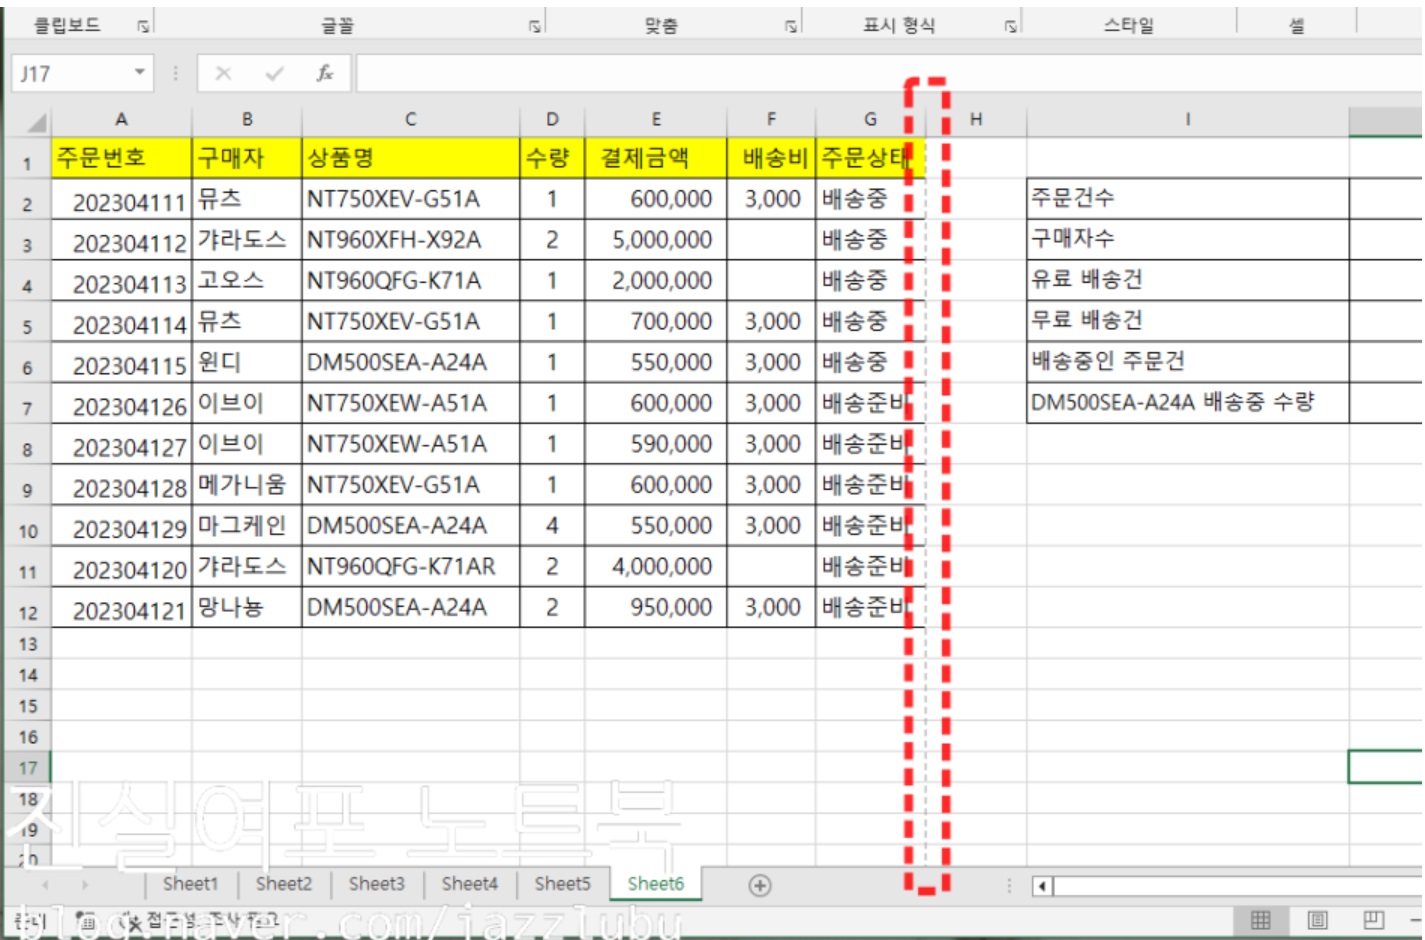 클립보드 글꼴 맞춤 표시 형식 스타일 셀
J17 fx
A B C D E F G H I
1 주문번호 구매자 상품명 수량 결제금액 배송비 주문상태
2 202304111 뮤츠 NT750XEV-G51A 1 600,000 3,000 배송중 주문건수
3 202304112 갸라도스 NT960XFH-X92A 2 5,000,000 배송중 구매자수
4 202304113 고오스 NT960QFG-K71A 1 2,000,000 배송중 유료 배송건
5 202304114 뮤츠 NT750XEV-G51A 1 700,000 3,000 배송중 무료 배송건
6 202304115 윈디 DM500SEA-A24A 1 550,000 3,000 배송중 배송중인 주문건
7 202304126 이브이 NT750XEW-A51A 1 600,000 3,000 배송준비 DM500SEA-A24A 배송중 수량
8 202304127 이브이 NT750XEW-A51A 1 590,000 3,000 배송준비
9 202304128 메가니움 NT750XEV-G51A 1 600,000 3,000 배송준비
10 202304129 마그케인 DM500SEA-A24A 4 550,000 3,000 배송준비
11 202304120 갸라도스 NT960QFG-K71AR 2 4,000,000 배송준비
12 202304121 망나뇽 DM500SEA-A24A 2 950,000 3,000 배송준비
13
14
15
16
17
18
19
20
진실여포 노트북
Sheet1 Sheet2 Sheet3 Sheet4 Sheet5 Sheet6
준비 접근성: 조사 필요
blog.naver.com/jazzlubu